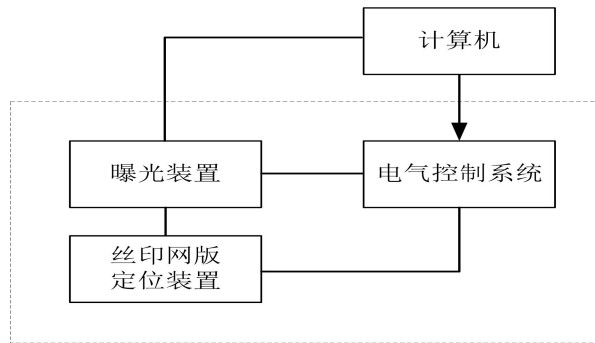 计算机
曝光装置
电气控制系统
丝印网版
定位装置